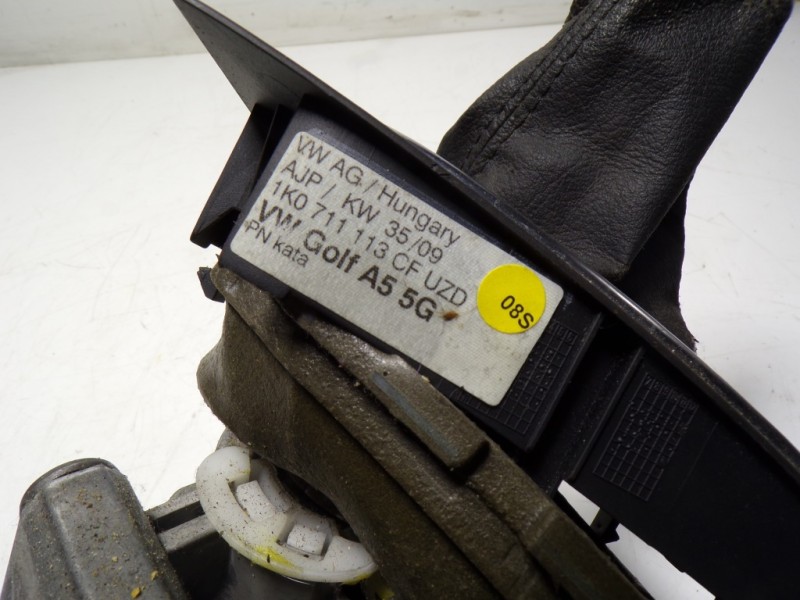 VW AG / Hungary
AJP / KW 35/09
1K0 711 113 CF UZD
VW Golf A5 5G
PN kata
08S